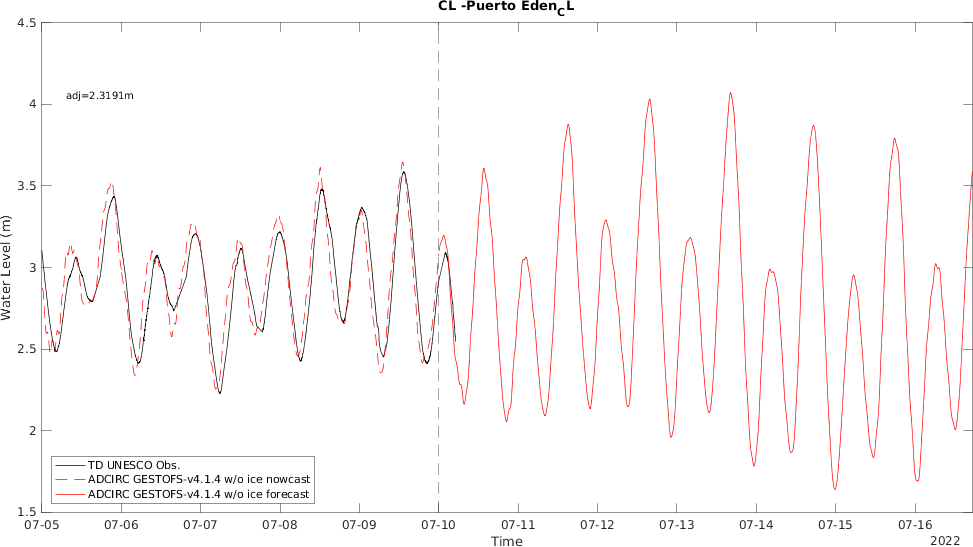 CL -Puerto Eden_CL
4.5
4
3.5
3
2.5
2
1.5
Water Level (m)
adj=2.3191m
TD UNESCO Obs.
ADCIRC GESTOFS-v4.1.4 w/o ice nowcast
ADCIRC GESTOFS-v4.1.4 w/o ice forecast
07-05 07-06 07-07 07-08 07-09 07-10 07-11 07-12 07-13 07-14 07-15 07-16
Time
2022